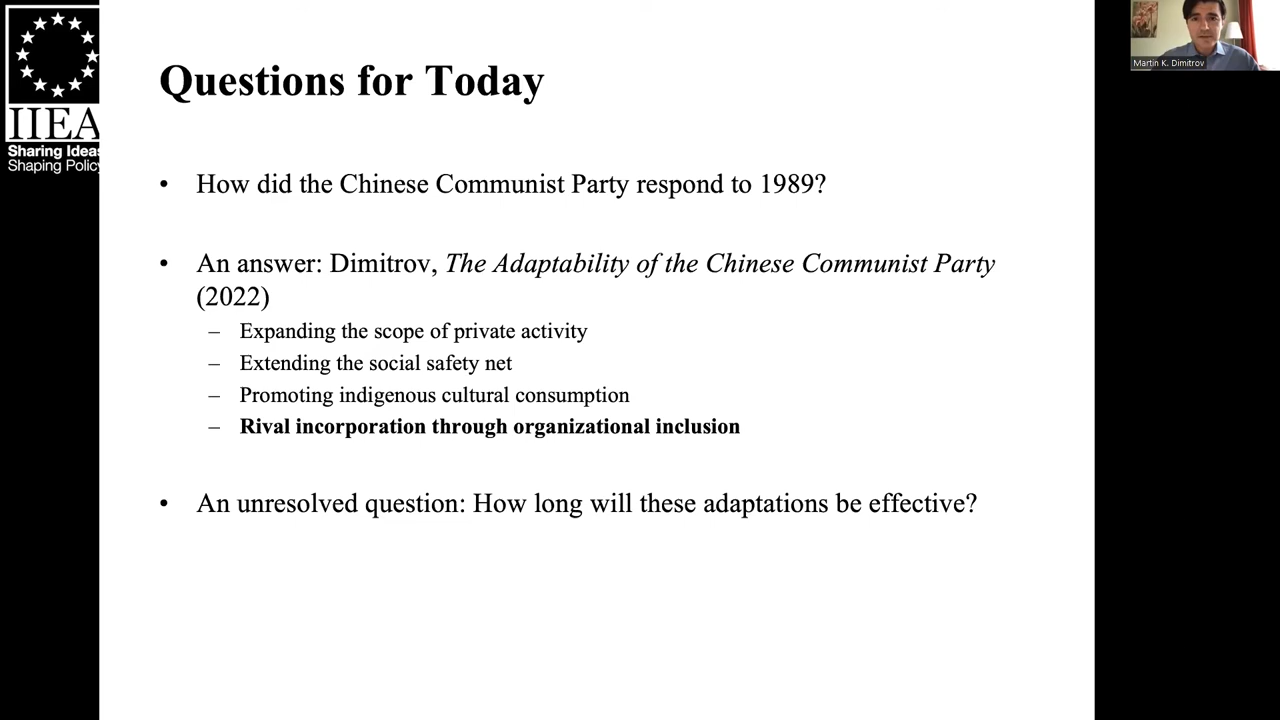 IIEA
Sharing Ideas
Shaping Policy
Martin K. Dimitrov
Questions for Today
• How did the Chinese Communist Party respond to 1989?
• An answer: Dimitrov, The Adaptability of the Chinese Communist Party
(2022)
– Expanding the scope of private activity
– Extending the social safety net
– Promoting indigenous cultural consumption
– Rival incorporation through organizational inclusion
• An unresolved question: How long will these adaptations be effective?